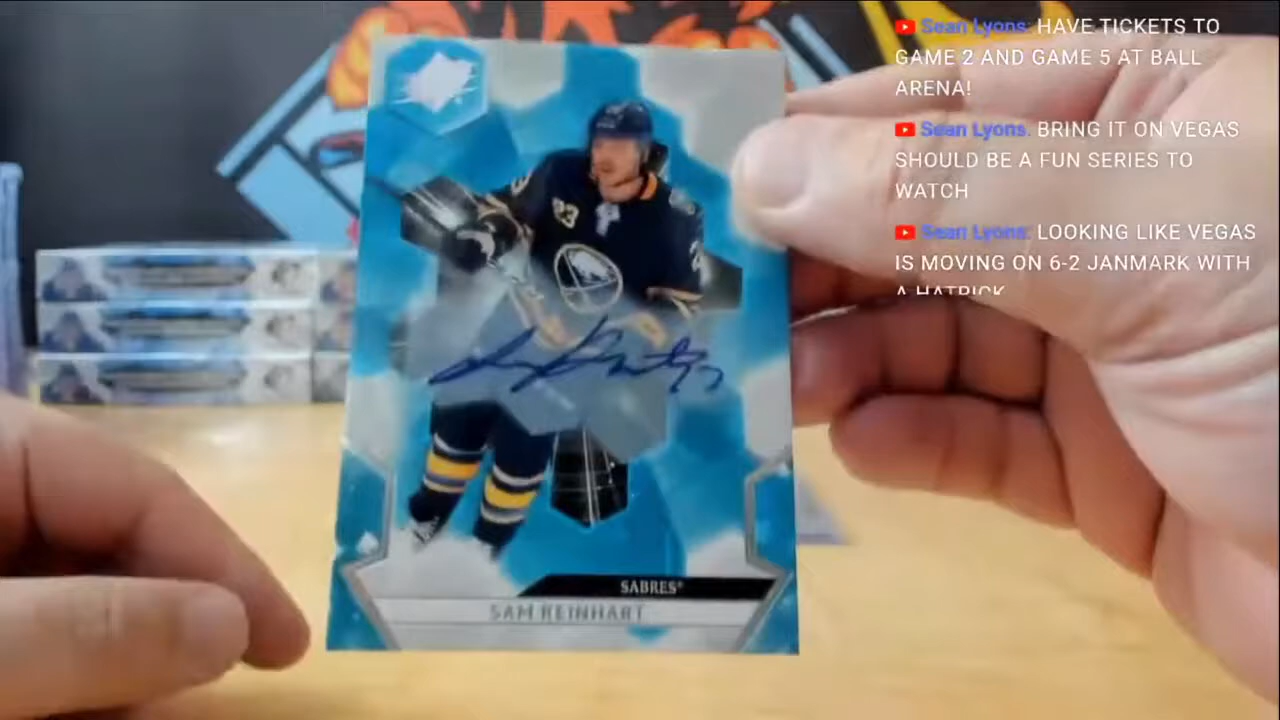 Sean Lyons: HAVE TICKETS TO
GAME 2 AND GAME 5 AT BALL
ARENA!
Sean Lyons: BRING IT ON VEGAS
SHOULD BE A FUN SERIES TO
WATCH
Sean Lyons: LOOKING LIKE VEGAS
IS MOVING ON 6-2 JANMARK WITH
A HATRICK
23
SABRES®
SAM REINHART